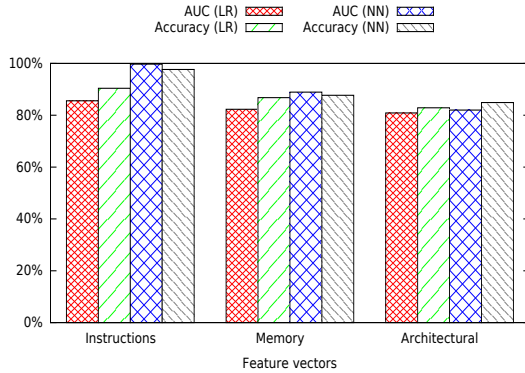 AUC (LR) AUC (NN)
Accuracy (LR) Accuracy (NN)
100%
80%
60%
40%
20%
0%
Instructions Memory Architectural
Feature vectors